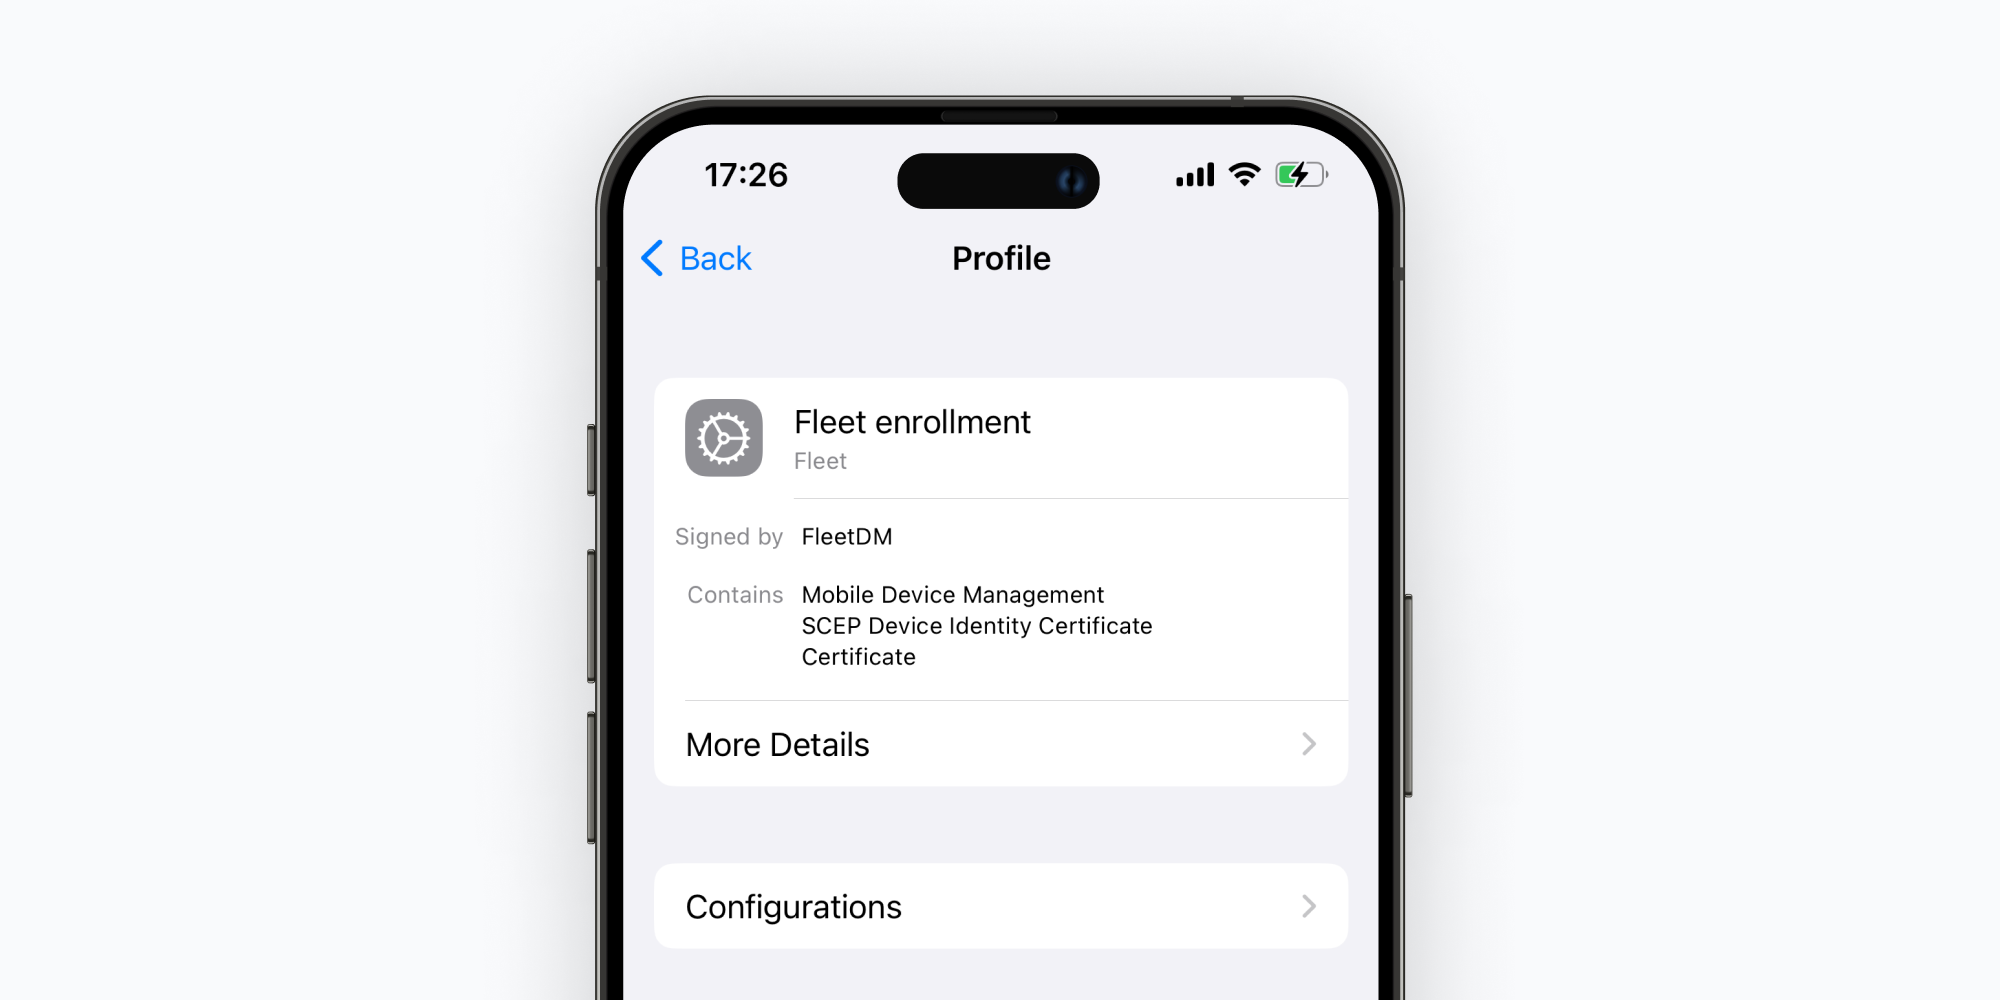 17:26
Back
Profile
Fleet enrollment
Fleet
Signed by FleetDM
Contains Mobile Device Management
SCEP Device Identity Certificate
Certificate
More Details
Configurations